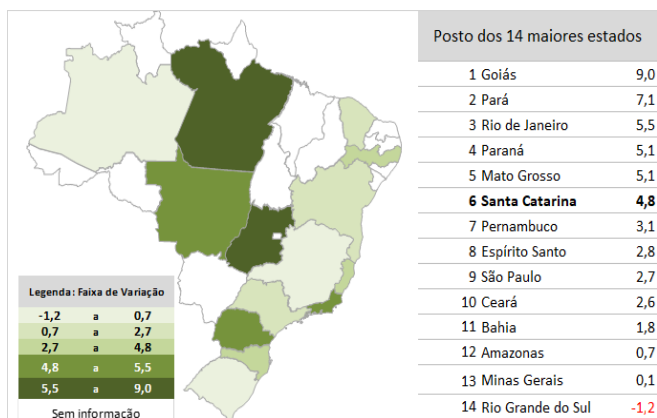 Posto dos 14 maiores estados
1 Goiás 9,0
2 Pará 7,1
3 Rio de Janeiro 5,5
4 Paraná 5,1
5 Mato Grosso 5,1
6 Santa Catarina 4,8
7 Pernambuco 3,1
8 Espírito Santo 2,8
9 São Paulo 2,7
10 Ceará 2,6
11 Bahia 1,8
12 Amazonas 0,7
13 Minas Gerais 0,1
14 Rio Grande do Sul -1,2
Legenda: Faixa de Variação
-1,2 a 0,7
0,7 a 2,7
2,7 a 4,8
4,8 a 5,5
5,5 a 9,0
Sem informação